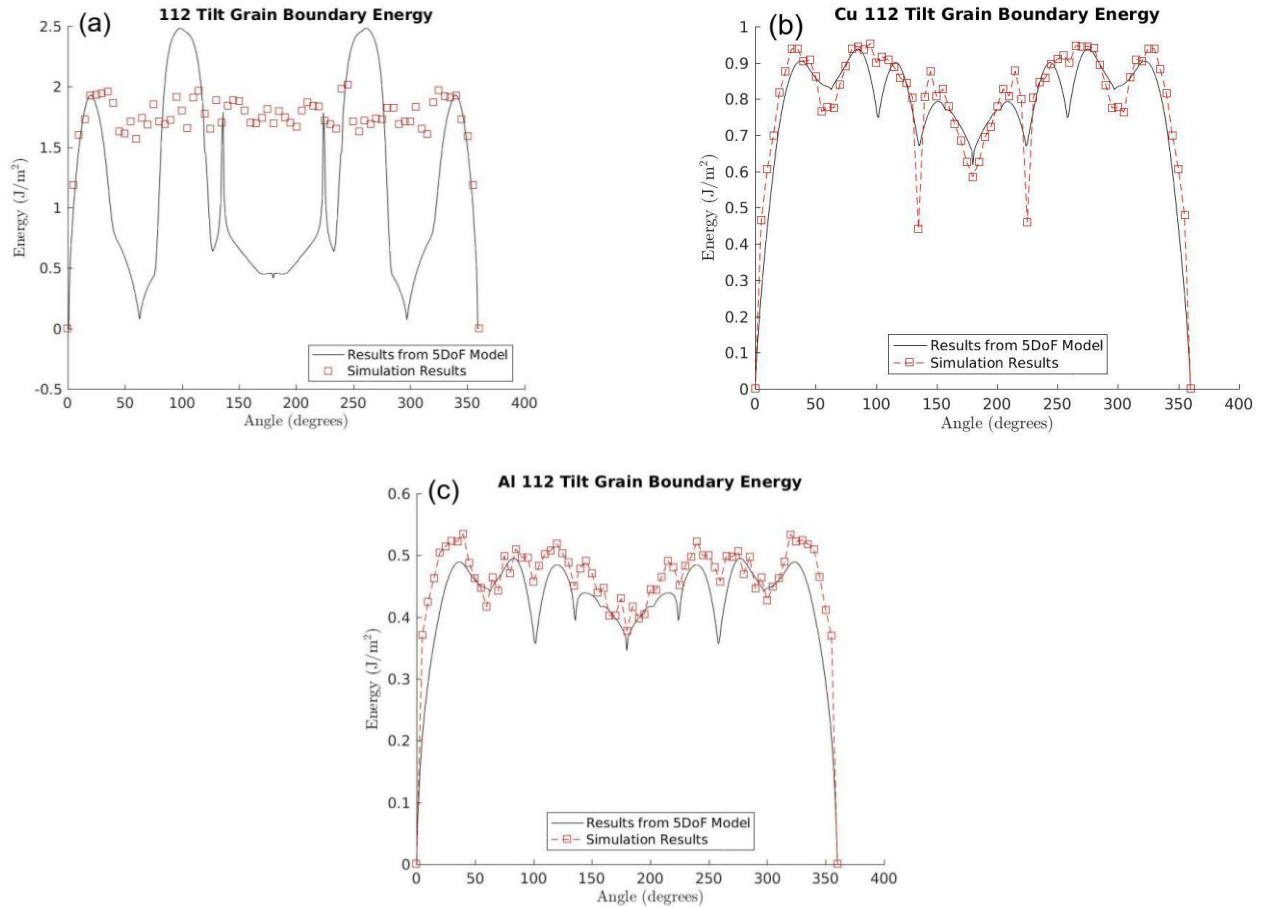 (a)
112 Tilt Grain Boundary Energy
2.5
2
1.5
1
0.5
0
-0.5
Energy (J/m²)
0 50 100 150 200 250 300 350 400
Angle (degrees)
Results from 5DoF Model
Simulation Results
(b)
Cu 112 Tilt Grain Boundary Energy
1
0.9
0.8
0.7
0.6
0.5
0.4
0.3
0.2
0.1
0
Energy (J/m²)
0 50 100 150 200 250 300 350 400
Angle (degrees)
Results from 5DoF Model
Simulation Results
(c)
Al 112 Tilt Grain Boundary Energy
0.6
0.5
0.4
0.3
0.2
0.1
0
Energy (J/m²)
0 50 100 150 200 250 300 350 400
Angle (degrees)
Results from 5DoF Model
Simulation Results